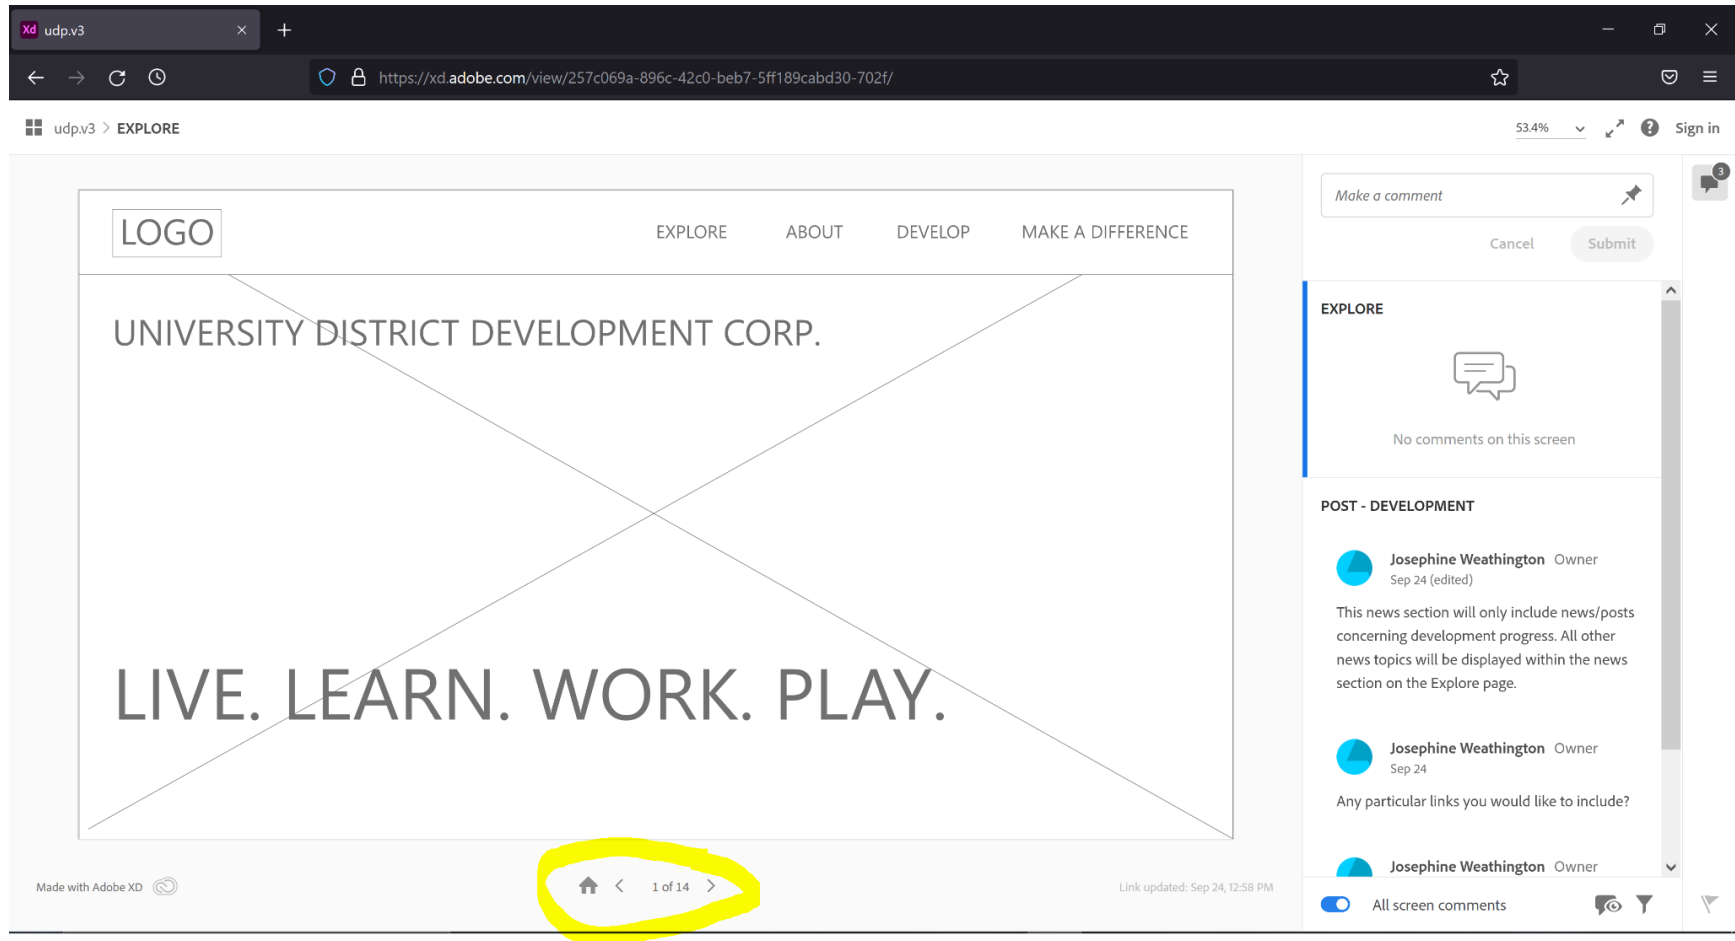 Xd udp.v3
https://xd.adobe.com/view/257c069a-896c-42c0-beb7-5ff189cabd30-702f/
udp.v3 > EXPLORE
53.4%
Sign in
LOGO
EXPLORE ABOUT DEVELOP MAKE A DIFFERENCE
UNIVERSITY DISTRICT DEVELOPMENT CORP.
LIVE. LEARN. WORK. PLAY.
Made with Adobe XD
1 of 14
Link updated: Sep 24, 12:58 PM
Make a comment
3
Cancel Submit
EXPLORE
No comments on this screen
POST - DEVELOPMENT
Josephine Weathington Owner
Sep 24 (edited)
This news section will only include news/posts
concerning development progress. All other
news topics will be displayed within the news
section on the Explore page.
Josephine Weathington Owner
Sep 24
Any particular links you would like to include?
Josephine Weathington Owner
All screen comments